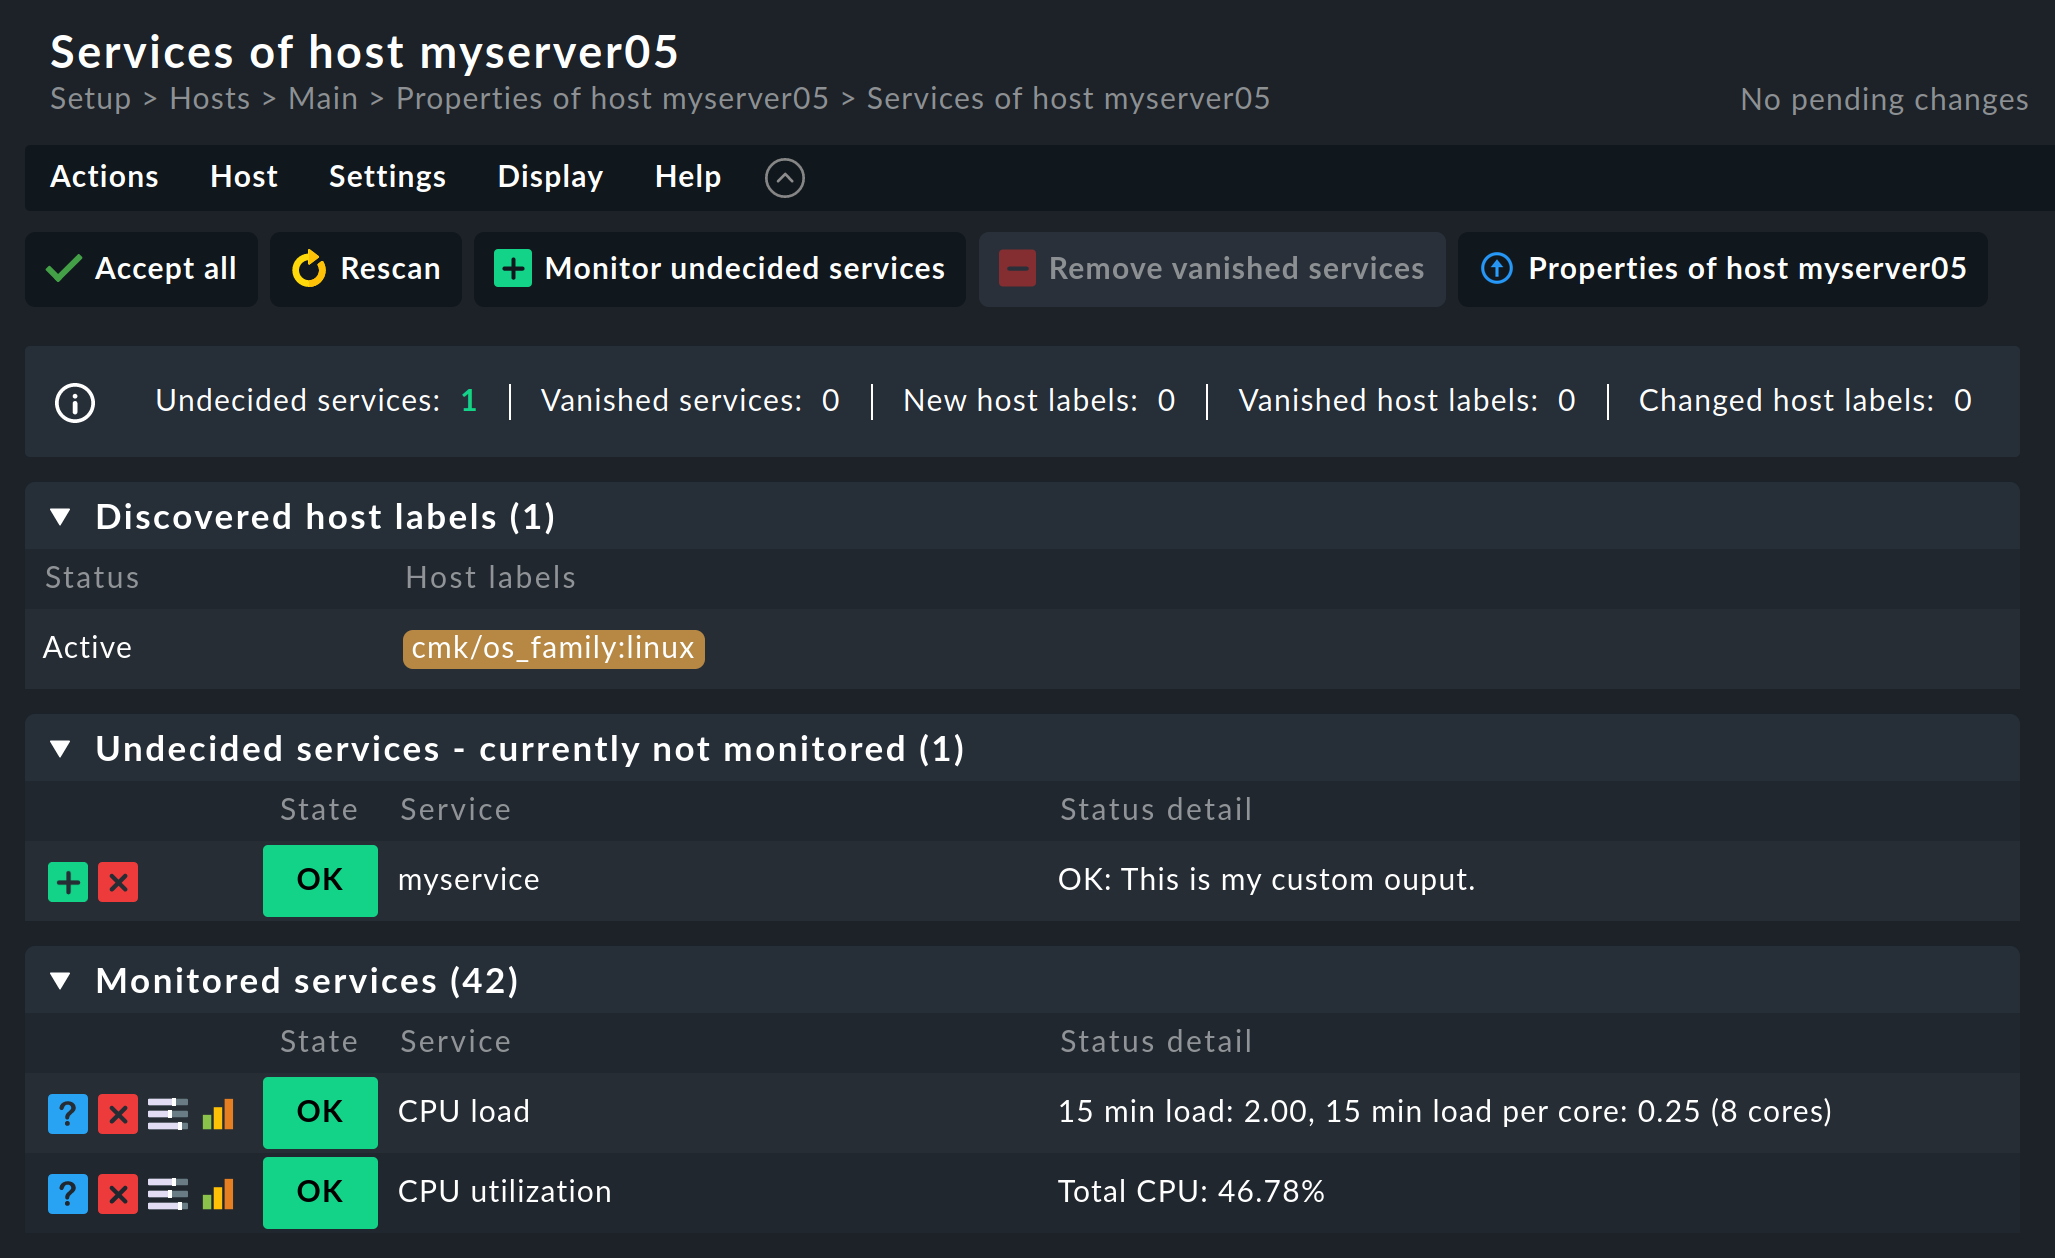 Services of host myserver05
Setup > Hosts > Main > Properties of host myserver05 > Services of host myserver05
No pending changes
Actions Host Settings Display Help
Accept all Rescan Monitor undecided services Remove vanished services Properties of host myserver05
Undecided services: 1 | Vanished services: 0 | New host labels: 0 | Vanished host labels: 0 | Changed host labels: 0
Discovered host labels (1)
Status Host labels
Active cmk/os_family:linux
Undecided services - currently not monitored (1)
State Service Status detail
OK myservice OK: This is my custom ouput.
Monitored services (42)
State Service Status detail
OK CPU load 15 min load: 2.00, 15 min load per core: 0.25 (8 cores)
OK CPU utilization Total CPU: 46.78%